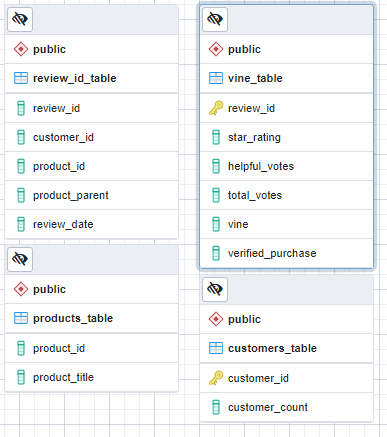 public
review_id_table
review_id
customer_id
product_id
product_parent
review_date
public
vine_table
review_id
star_rating
helpful_votes
total_votes
vine
verified_purchase
public
products_table
product_id
product_title
public
customers_table
customer_id
customer_count